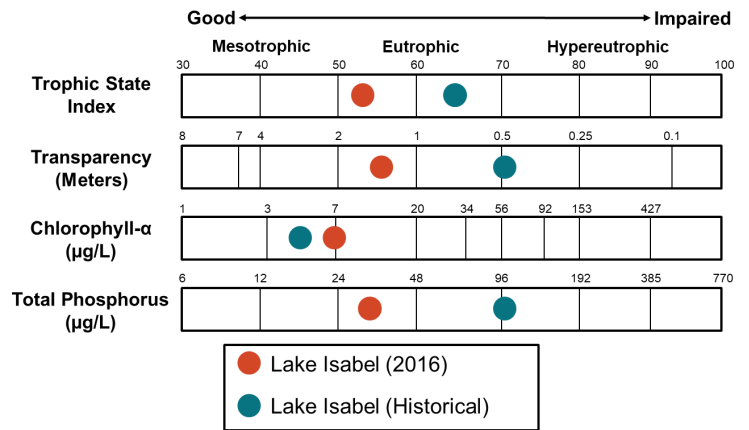 Good Impaired
Mesotrophic Eutrophic Hypereutrophic
30 40 50 60 70 80 90 100
Trophic State
Index
8 7 4 2 1 0.5 0.25 0.1
Transparency
(Meters)
1 3 7 20 34 56 92 153 427
Chlorophyll-α
(µg/L)
6 12 24 48 96 192 385 770
Total Phosphorus
(µg/L)
Lake Isabel (2016)
Lake Isabel (Historical)